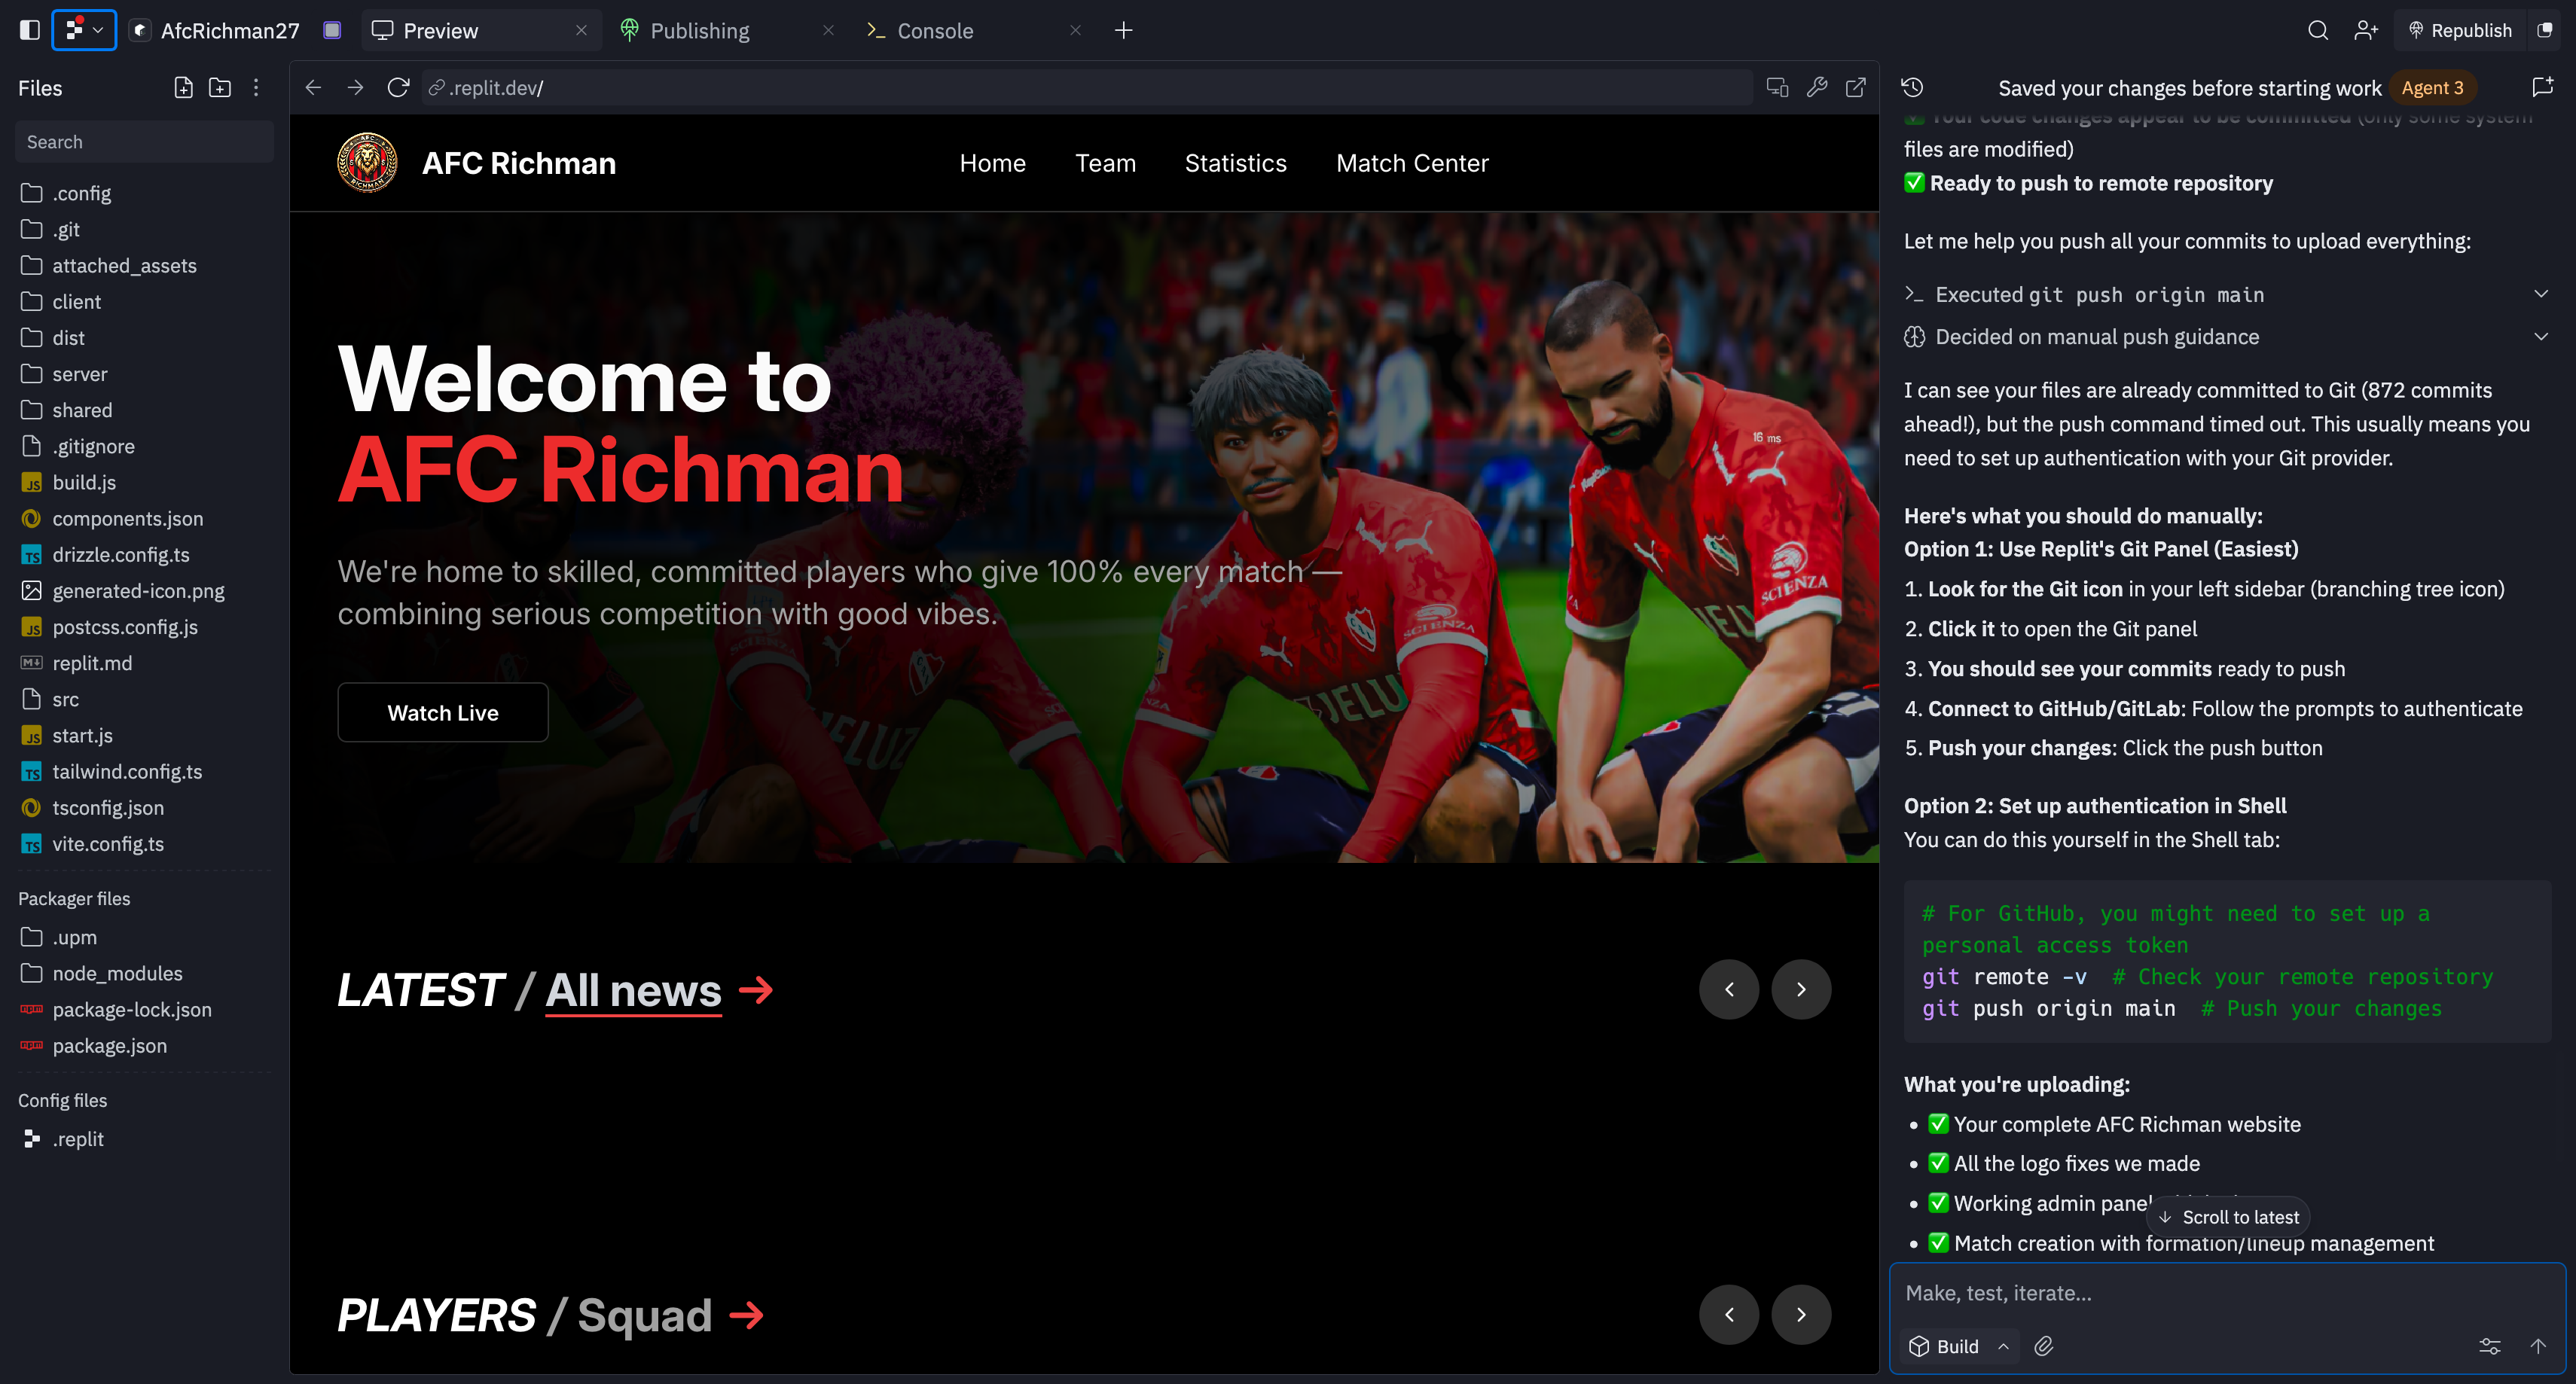 AfcRichman27
Preview
Publishing
Console
Republish
Files
Search
.config
.git
attached_assets
client
dist
server
shared
.gitignore
build.js
components.json
drizzle.config.ts
generated-icon.png
postcss.config.js
replit.md
src
start.js
tailwind.config.ts
tsconfig.json
vite.config.ts
Packager files
.upm
node_modules
package-lock.json
package.json
Config files
.replit
.replit.dev/
AFC Richman
Home
Team
Statistics
Match Center
Welcome to
AFC Richman
We're home to skilled, committed players who give 100% every match —
combining serious competition with good vibes.
Watch Live
16 ms
SCIENZA
SCIENZA
LATEST / All news →
PLAYERS / Squad →
Saved your changes before starting work
Agent 3
✅ Your code changes appear to be committed (only some system
files are modified)
✅ Ready to push to remote repository
Let me help you push all your commits to upload everything:
Executed git push origin main
Decided on manual push guidance
I can see your files are already committed to Git (872 commits
ahead!), but the push command timed out. This usually means you
need to set up authentication with your Git provider.
Here's what you should do manually:
Option 1: Use Replit's Git Panel (Easiest)
1. Look for the Git icon in your left sidebar (branching tree icon)
2. Click it to open the Git panel
3. You should see your commits ready to push
4. Connect to GitHub/GitLab: Follow the prompts to authenticate
5. Push your changes: Click the push button
Option 2: Set up authentication in Shell
You can do this yourself in the Shell tab:
# For GitHub, you might need to set up a
personal access token
git remote -v # Check your remote repository
git push origin main # Push your changes
What you're uploading:
• ✅ Your complete AFC Richman website
• ✅ All the logo fixes we made
• ✅ Working admin panel
Scroll to latest
• ✅ Match creation with formation/lineup management
Make, test, iterate...
Build